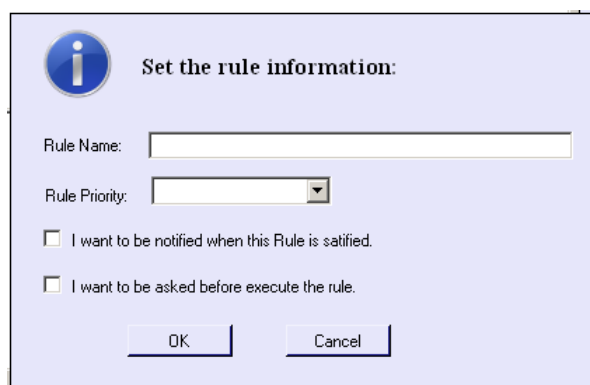 Set the rule information:
Rule Name:
Rule Priority:
I want to be notified when this Rule is satified.
I want to be asked before execute the rule.
OK Cancel